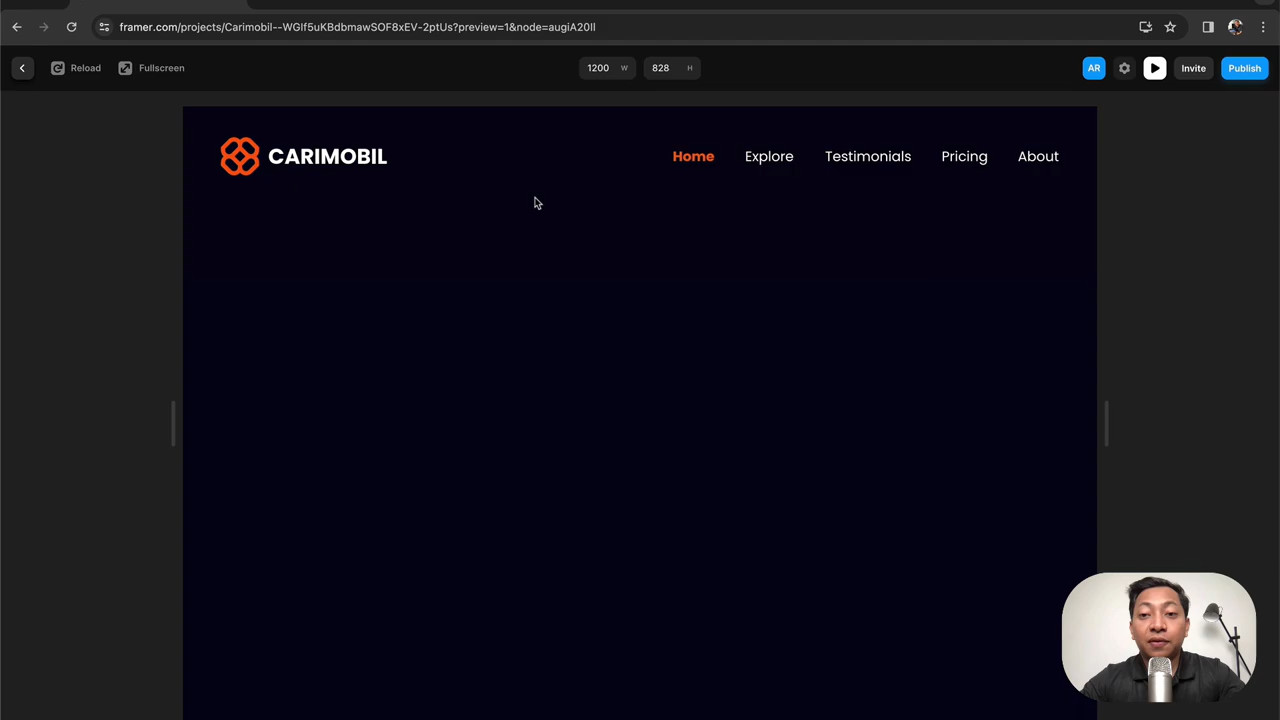 framer.com/projects/Carimobil--WGlf5uKBdbmawSOF8xEV-2ptUs?preview=1&node=augiA20Il
Reload Fullscreen 1200 W 828 H AR Invite Publish
CARIMOBIL Home Explore Testimonials Pricing About